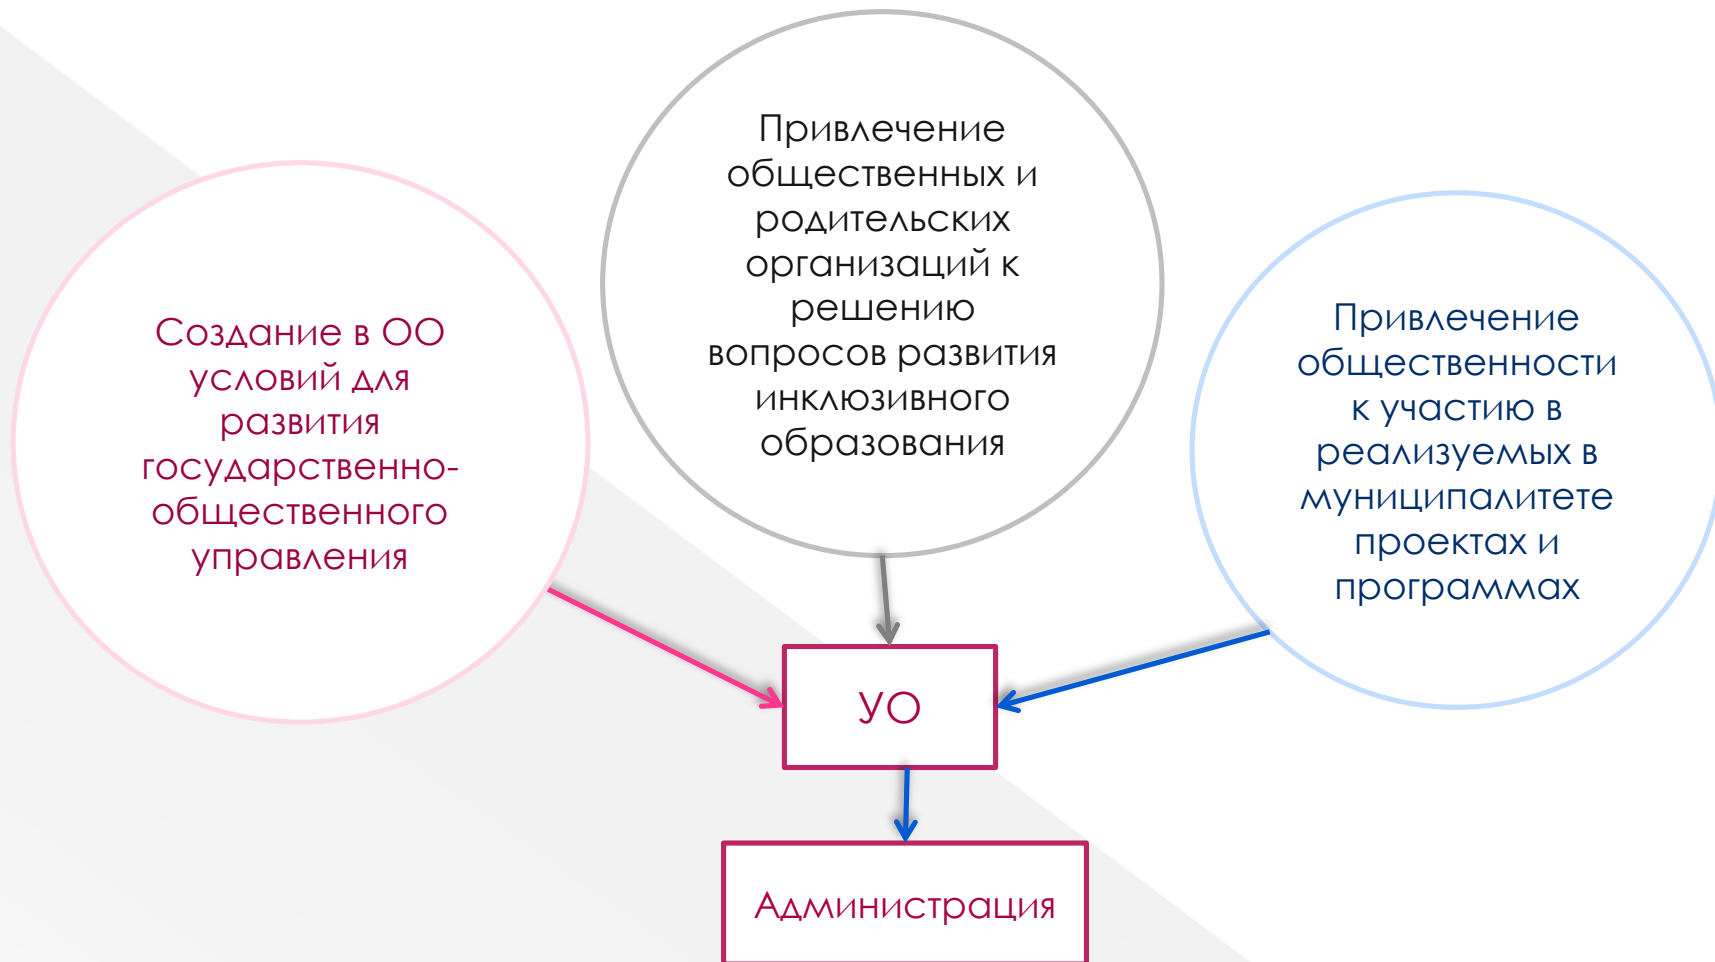 Создание в ОО
условий для
развития
государственно-
общественного
управления
Привлечение
общественных и
родительских
организаций к
решению
вопросов развития
инклюзивного
образования
Привлечение
общественности
к участию в
реализуемых в
муниципалитете
проектах и
программах
УО
Администрация